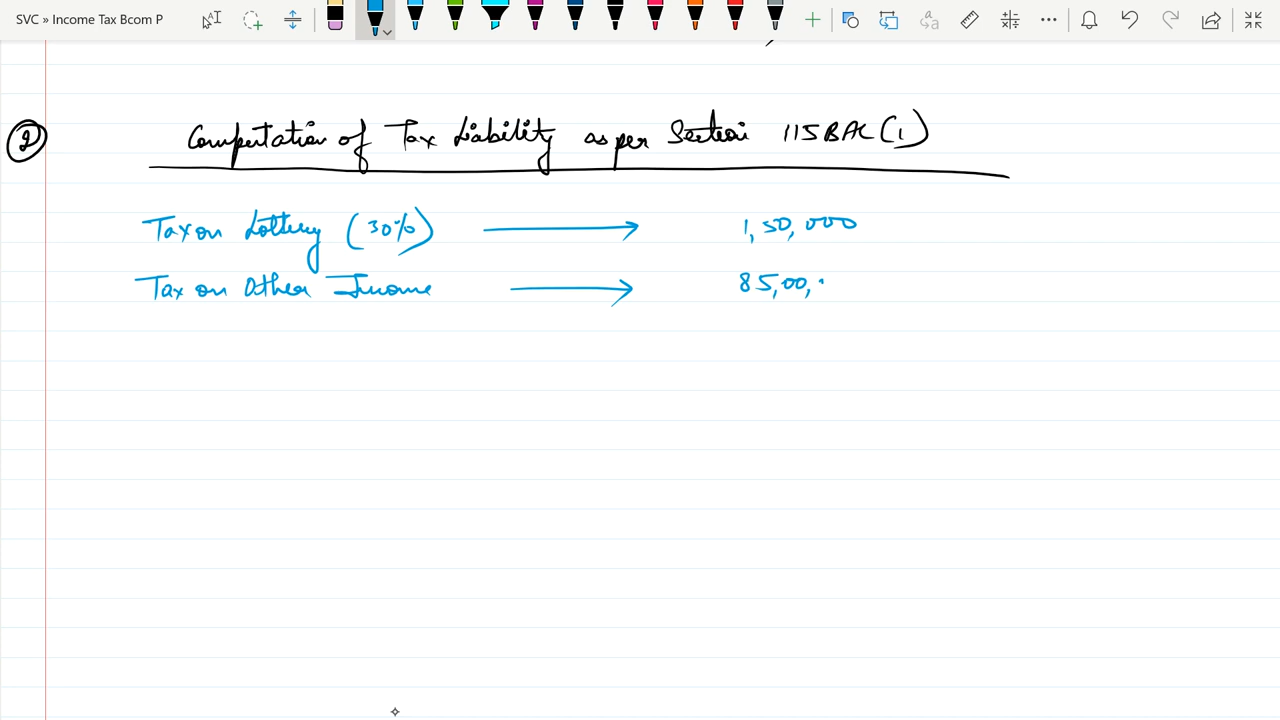 SVC » Income Tax Bcom P
2 Computation of Tax Liability as per Section 115BAC(1)
Tax on Lottery (30%) → 1,50,000
Tax on Other Income → 85,00,